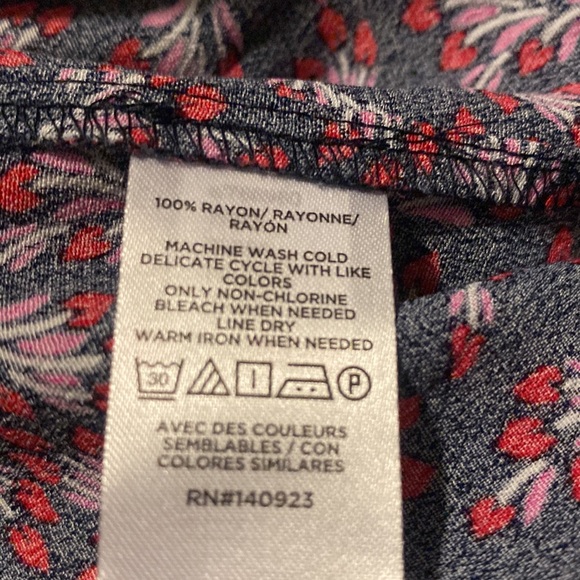 100% RAYON/ RAYONNE/
RAYÓN
MACHINE WASH COLD
DELICATE CYCLE WITH LIKE
COLORS
ONLY NON-CHLORINE
BLEACH WHEN NEEDED
LINE DRY
WARM IRON WHEN NEEDED
30 P
AVEC DES COULEURS
SEMBLABLES / CON
COLORES SIMILARES
RN#140923